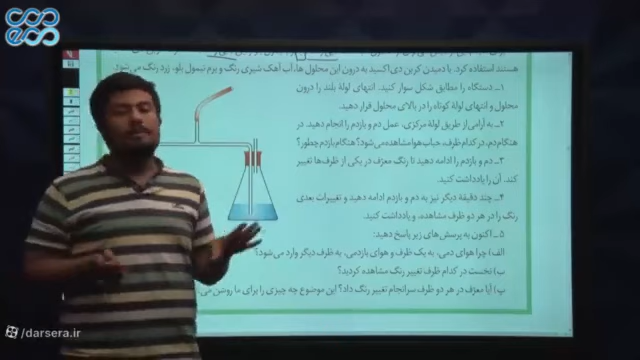 هستند استفاده کرد. با دمیدن کربن دی‌اکسید به درون این محلول ها، آب آهک شیری رنگ و برم تیمول بلو، زرد رنگ می‌شود.
۱ـ دستگاه را مطابق شکل سوار کنید. انتهای لولهٔ بلند را درون
محلول و انتهای لولهٔ کوتاه را در بالای محلول قرار دهید.
۲ـ به آرامی از طریق لولهٔ مرکزی، عمل دم و بازدم را انجام دهید. در
هنگام دم، در کدام ظرف، حباب هوا مشاهده می‌شود؟ هنگام بازدم چطور؟
۳ـ دم و بازدم را ادامه دهید تا رنگ معرّف در یکی از ظرف‌ها تغییر
کند. آن را یادداشت کنید.
۴ـ چند دقیقهٔ دیگر نیز به دم و بازدم ادامه دهید و تغییرات بعدی
رنگ را در هر دو ظرف مشاهده، و یادداشت کنید.
۵ـ اکنون به پرسش‌های زیر پاسخ دهید:
الف) چرا هوای دمی، به یک ظرف و هوای بازدمی، به ظرف دیگر وارد می‌شود؟
ب) نخست در کدام ظرف تغییر رنگ مشاهده کردید؟
پ) آیا معرّف در هر دو ظرف سرانجام تغییر رنگ داد؟ این موضوع چه چیزی را برای ما روشن می
/darsera.ir